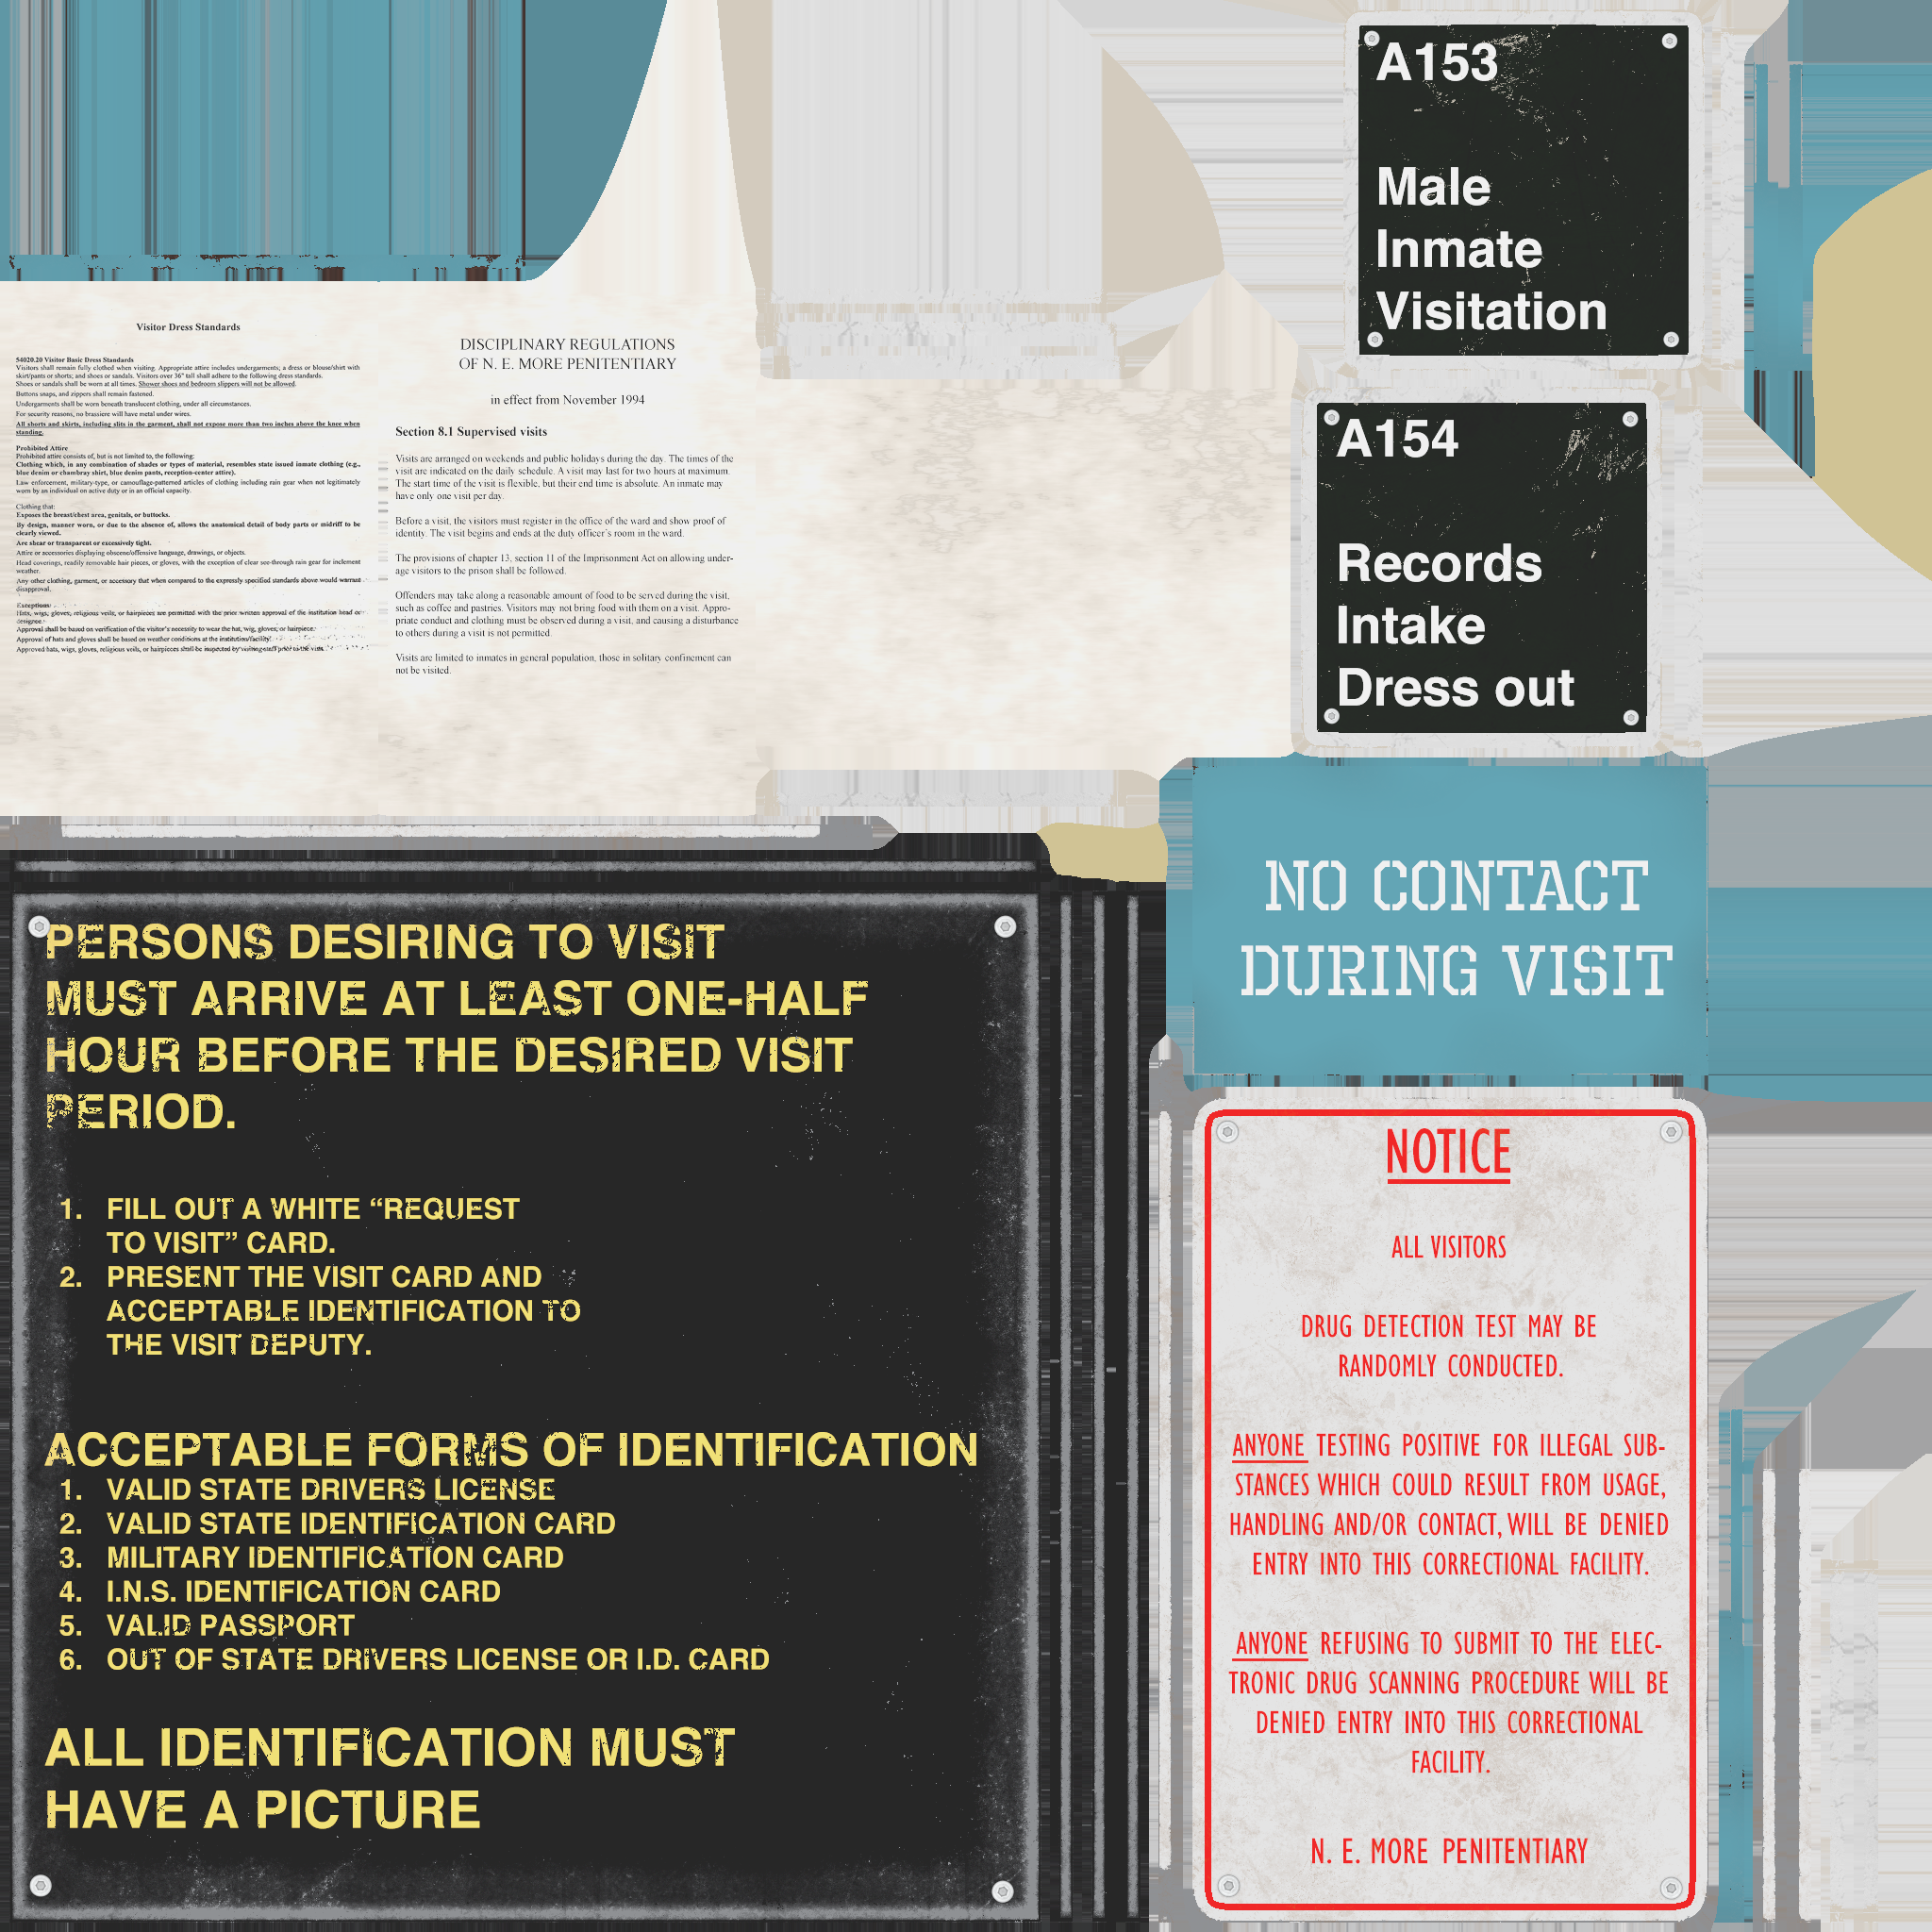 Visitor Dress Standards
54020.20 Visitor Basic Dress Standards
Visitors shall remain fully clothed when visiting. Appropriate attire includes undergarments; a dress or blouse/shirt with
skirt/pants or shorts; and shoes or sandals. Visitors over 36" tall shall adhere to the following dress standards.
Shoes or sandals shall be worn at all times. Shower shoes and bedroom slippers will not be allowed.
Buttons snaps, and zippers shall remain fastened.
Undergarments shall be worn beneath translucent clothing, under all circumstances.
For security reasons, no brassiere will have metal under wires.
All shorts and skirts, including slits in the garment, shall not expose more than two inches above the knee when
standing.
Prohibited Attire
Prohibited attire consists of, but is not limited to, the following:
Clothing which, in any combination of shades or types of material, resembles state issued inmate clothing (e.g.,
blue denim or chambray shirt, blue denim pants, reception-center attire).
Law enforcement, military-type, or camouflage-patterned articles of clothing including rain gear when not legitimately
worn by an individual on active duty or in an official capacity.
Clothing that:
Exposes the breast/chest area, genitals, or buttocks.
By design, manner worn, or due to the absence of, allows the anatomical detail of body parts or midriff to be
clearly viewed.
Are shear or transparent or excessively tight.
Attire or accessories displaying obscene/offensive language, drawings, or objects.
Head coverings, readily removable hair pieces, or gloves, with the exception of clear see-through rain gear for inclement
weather.
Any other clothing, garment, or accessory that when compared to the expressly specified standards above would warrant
disapproval.
Exceptions:
Hats, wigs, gloves, religious veils, or hairpieces are permitted with the prior written approval of the institution head or
designee.
Approval shall be based on verification of the visitor's necessity to wear the hat, wig, gloves, or hairpiece.
Approval of hats and gloves shall be based on weather conditions at the institution/facility.
Approved hats, wigs, gloves, religious veils, or hairpieces shall be inspected by visiting staff prior to the visit.
DISCIPLINARY REGULATIONS
OF N. E. MORE PENITENTIARY
in effect from November 1994
Section 8.1 Supervised visits
Visits are arranged on weekends and public holidays during the day. The times of the
visit are indicated on the daily schedule. A visit may last for two hours at maximum.
The start time of the visit is flexible, but their end time is absolute. An inmate may
have only one visit per day.
Before a visit, the visitors must register in the office of the ward and show proof of
identity. The visit begins and ends at the duty officer's room in the ward.
The provisions of chapter 13, section 11 of the Imprisonment Act on allowing under-
age visitors to the prison shall be followed.
Offenders may take along a reasonable amount of food to be served during the visit,
such as coffee and pastries. Visitors may not bring food with them on a visit. Appro-
priate conduct and clothing must be observed during a visit, and causing a disturbance
to others during a visit is not permitted.
Visits are limited to inmates in general population, those in solitary confinement can
not be visited.
A153
Male
Inmate
Visitation
A154
Records
Intake
Dress out
NO CONTACT
DURING VISIT
PERSONS DESIRING TO VISIT
MUST ARRIVE AT LEAST ONE-HALF
HOUR BEFORE THE DESIRED VISIT
PERIOD.
1. FILL OUT A WHITE “REQUEST
TO VISIT” CARD.
2. PRESENT THE VISIT CARD AND
ACCEPTABLE IDENTIFICATION TO
THE VISIT DEPUTY.
ACCEPTABLE FORMS OF IDENTIFICATION
1. VALID STATE DRIVERS LICENSE
2. VALID STATE IDENTIFICATION CARD
3. MILITARY IDENTIFICATION CARD
4. I.N.S. IDENTIFICATION CARD
5. VALID PASSPORT
6. OUT OF STATE DRIVERS LICENSE OR I.D. CARD
ALL IDENTIFICATION MUST
HAVE A PICTURE
NOTICE
ALL VISITORS
DRUG DETECTION TEST MAY BE
RANDOMLY CONDUCTED.
ANYONE TESTING POSITIVE FOR ILLEGAL SUB-
STANCES WHICH COULD RESULT FROM USAGE,
HANDLING AND/OR CONTACT, WILL BE DENIED
ENTRY INTO THIS CORRECTIONAL FACILITY.
ANYONE REFUSING TO SUBMIT TO THE ELEC-
TRONIC DRUG SCANNING PROCEDURE WILL BE
DENIED ENTRY INTO THIS CORRECTIONAL
FACILITY.
N. E. MORE PENITENTIARY